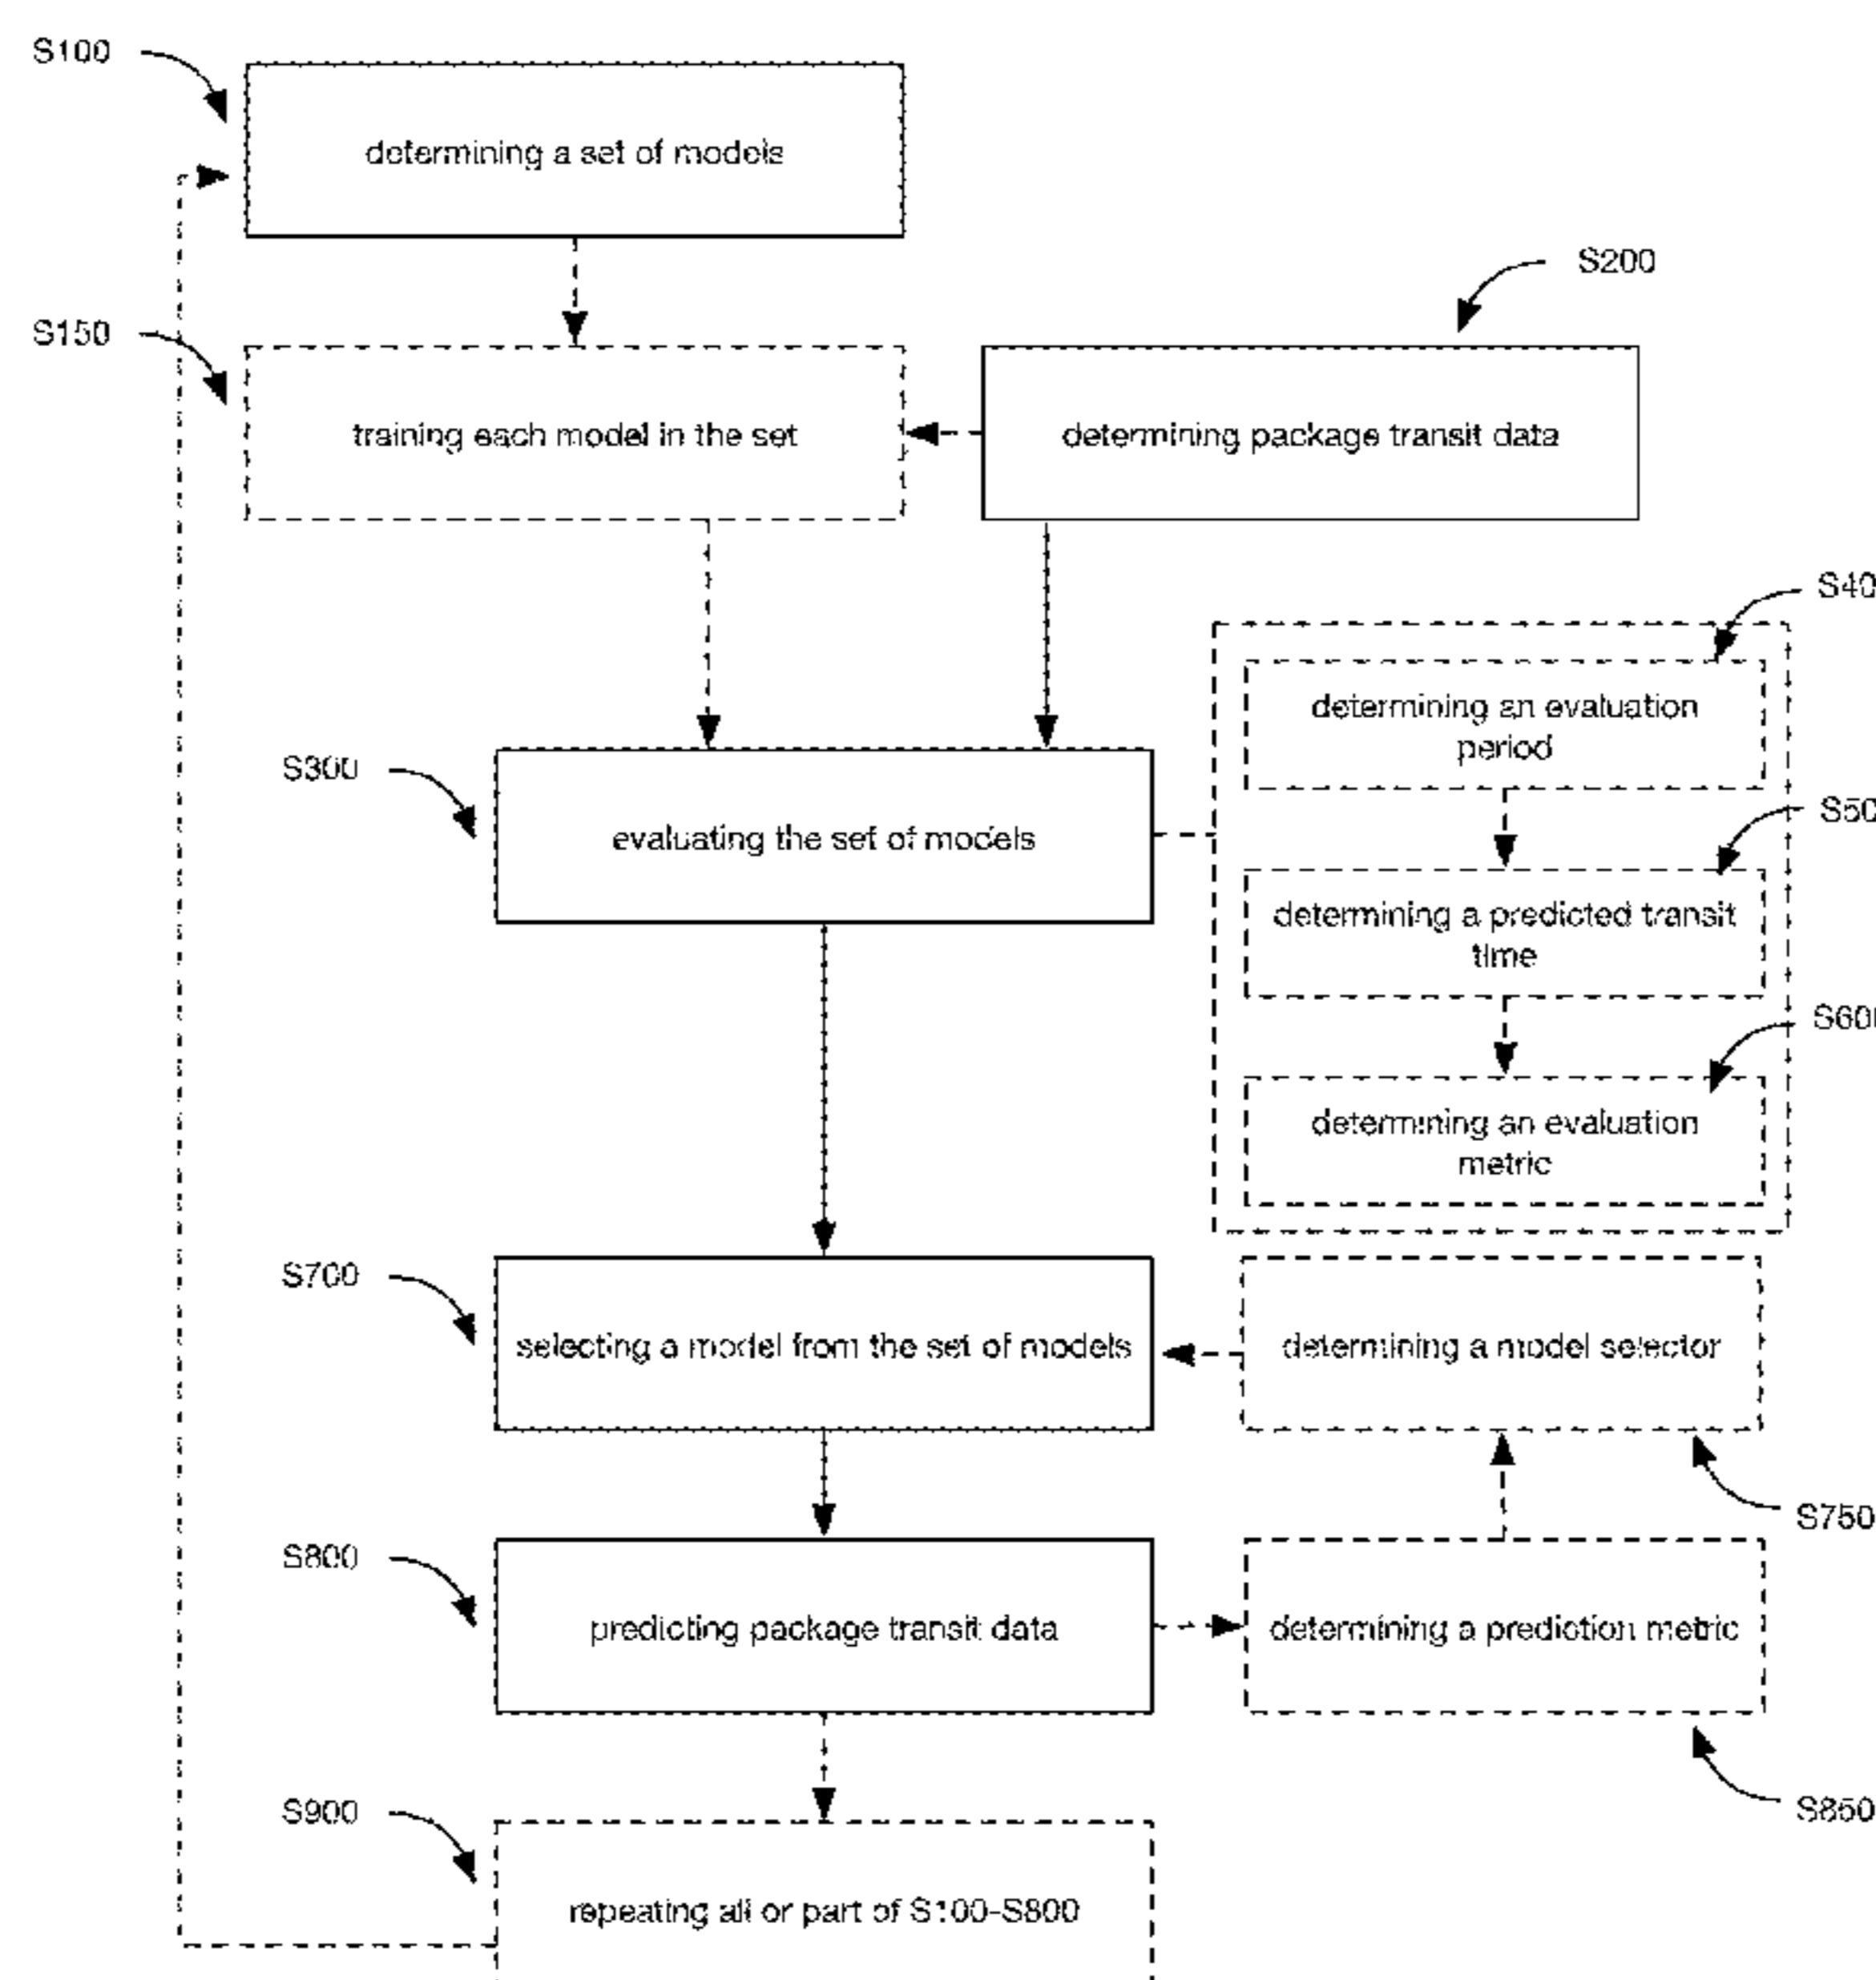 S100
determining a set of models
S200
S150
training each model in the set
determining package transit data
S40
determining an evaluation
period
S300
evaluating the set of models
S50
determining a predicted transit
time
S60
determining an evaluation
metric
S700
selecting a model from the set of models
determining a model selector
S750
S800
predicting package transit data
determining a prediction metric
S850
S900
repeating all or part of S100-S800